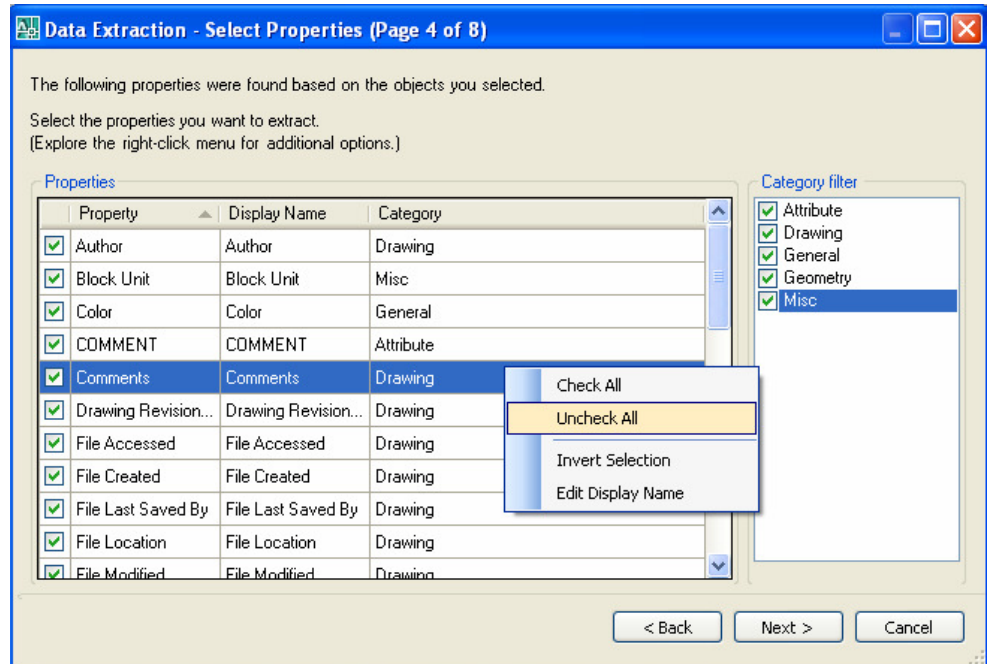 Data Extraction - Select Properties (Page 4 of 8)
The following properties were found based on the objects you selected.
Select the properties you want to extract.
(Explore the right-click menu for additional options.)
Properties
Property Display Name Category
Author Author Drawing
Block Unit Block Unit Misc
Color Color General
COMMENT COMMENT Attribute
Comments Comments Drawing
Drawing Revision... Drawing Revision... Drawing
File Accessed File Accessed Drawing
File Created File Created Drawing
File Last Saved By File Last Saved By Drawing
File Location File Location Drawing
File Modified File Modified Drawing
Check All
Uncheck All
Invert Selection
Edit Display Name
Category filter
Attribute
Drawing
General
Geometry
Misc
< Back Next > Cancel